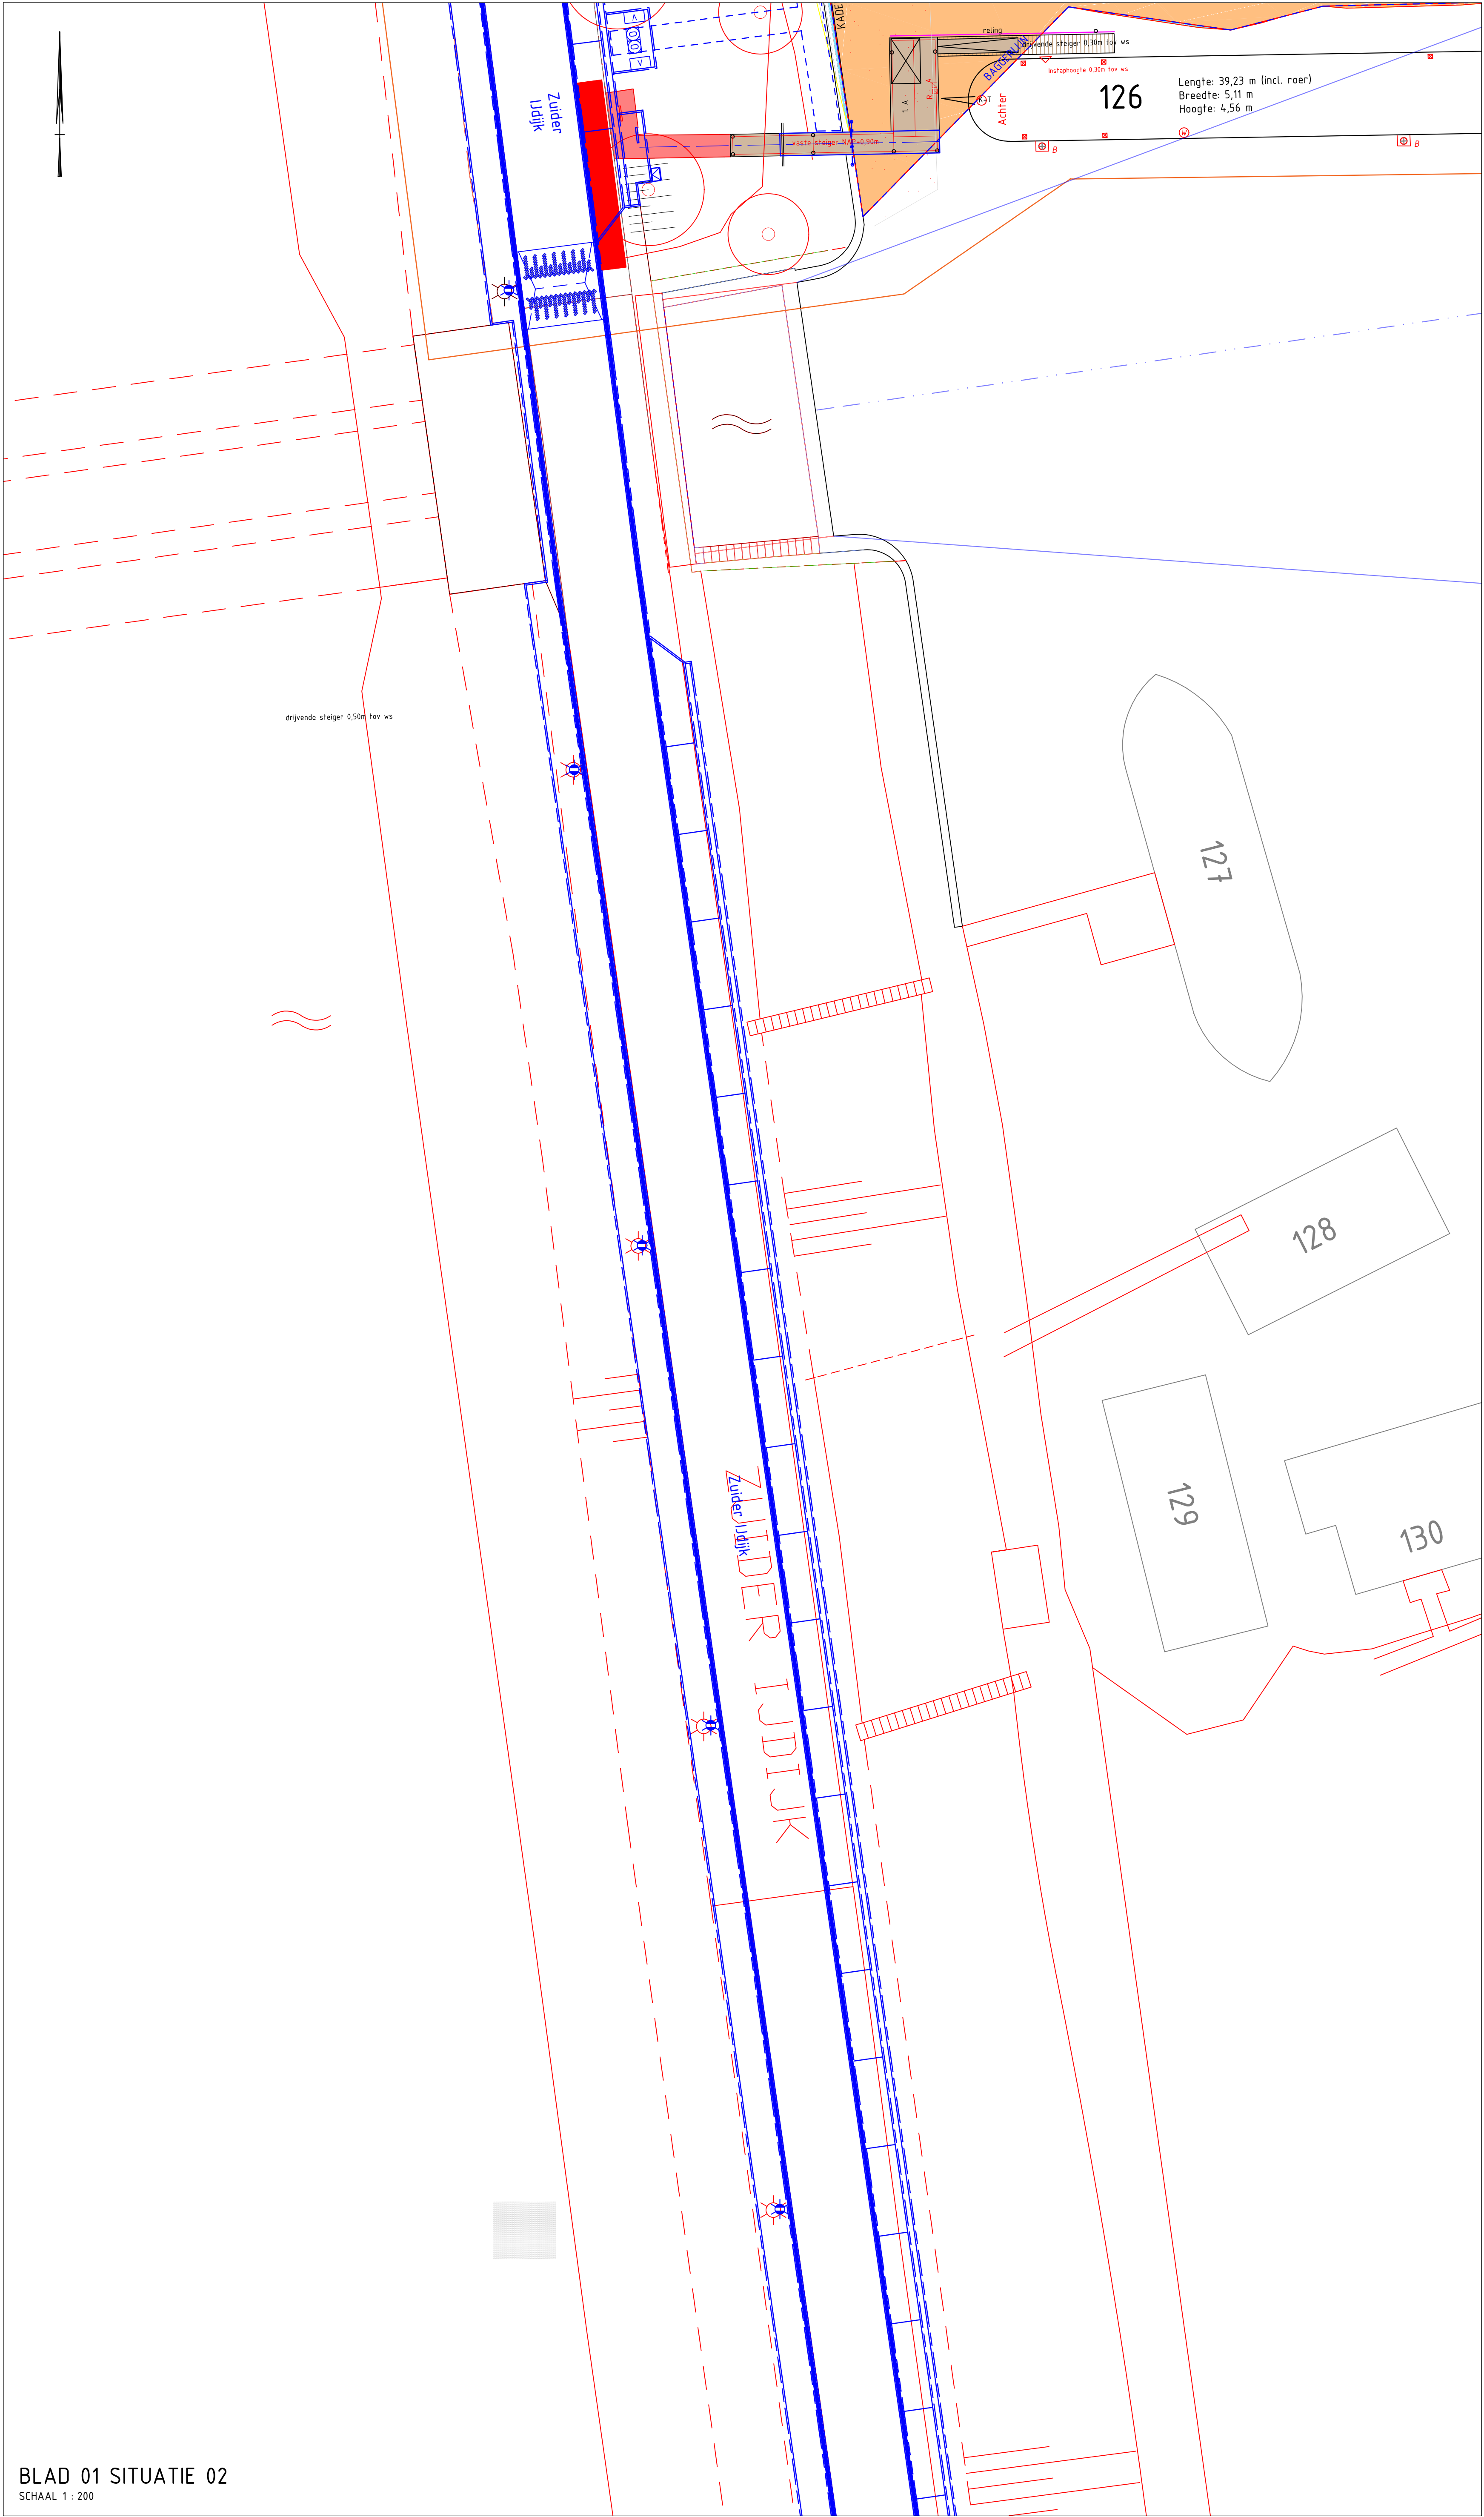 KADE
reling
drijvende steiger 0,30m tov ws
Instaphoogte 0,30m tov ws
BAGGERLIJN
Achter
126
Lengte: 39,23 m (incl. roer)
Breedte: 5,11 m
Hoogte: 4,56 m
W
B
B
Zuider
IJdijk
vaste steiger NAP+0,90m
drijvende steiger 0,50m tov ws
127
128
129
130
Zuider IJdijk
ZUIDER IJDIJK
BLAD 01 SITUATIE 02
SCHAAL 1 : 200